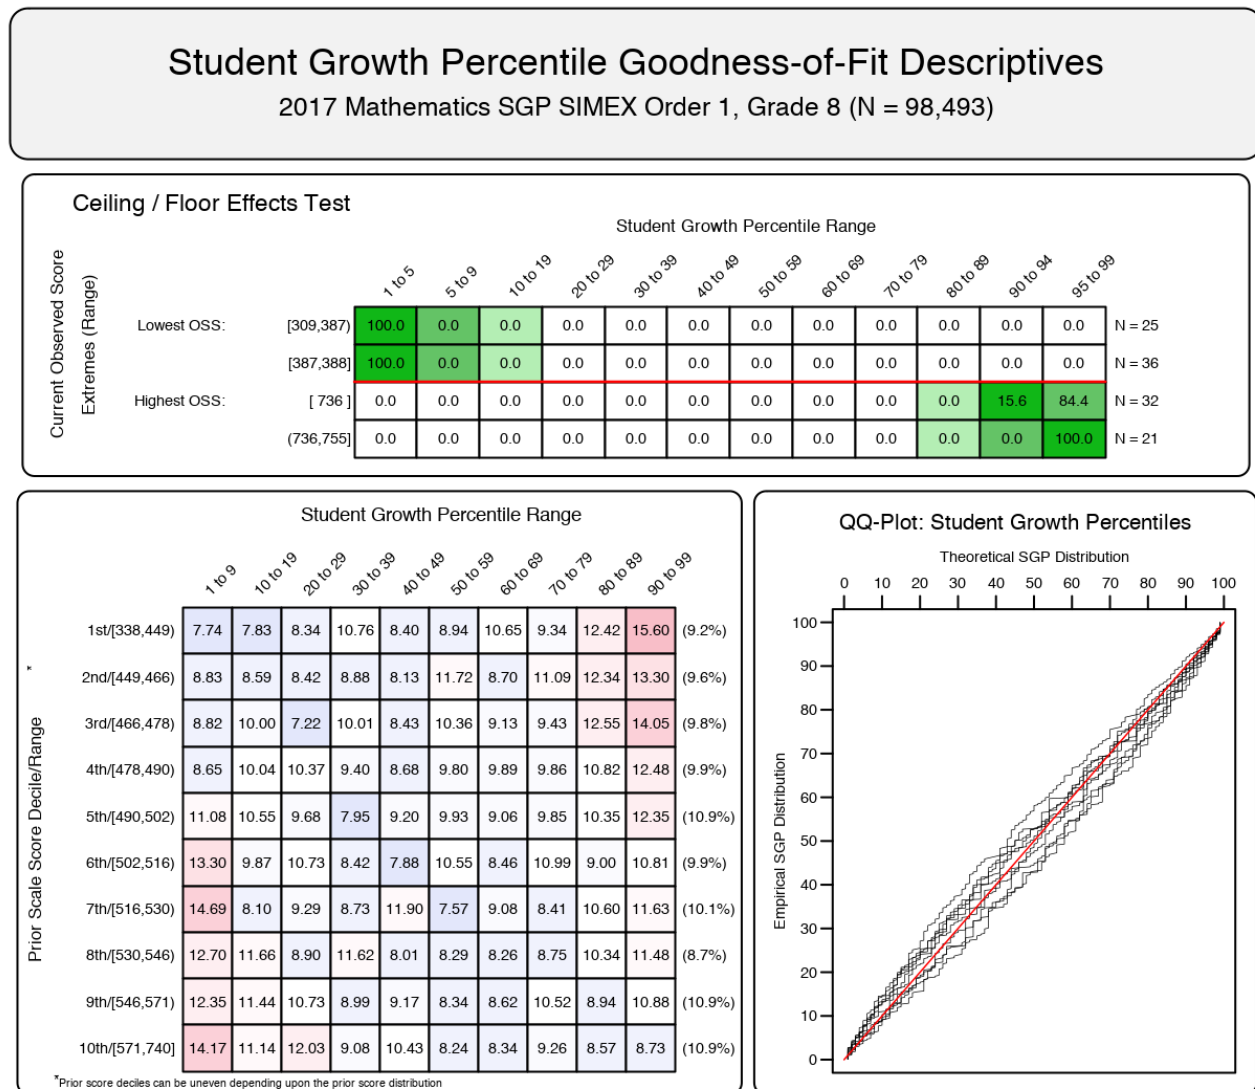 Student Growth Percentile Goodness-of-Fit Descriptives
2017 Mathematics SGP SIMEX Order 1, Grade 8 (N = 98,493)
Ceiling / Floor Effects Test
Student Growth Percentile Range
Current Observed Score
Extremes (Range)
1 to 5 5 to 9 10 to 19 20 to 29 30 to 39 40 to 49 50 to 59 60 to 69 70 to 79 80 to 89 90 to 94 95 to 99
Lowest OSS: [309,387) 100.0 0.0 0.0 0.0 0.0 0.0 0.0 0.0 0.0 0.0 0.0 0.0 N = 25
[387,388] 100.0 0.0 0.0 0.0 0.0 0.0 0.0 0.0 0.0 0.0 0.0 0.0 N = 36
Highest OSS: [ 736 ] 0.0 0.0 0.0 0.0 0.0 0.0 0.0 0.0 0.0 0.0 15.6 84.4 N = 32
(736,755] 0.0 0.0 0.0 0.0 0.0 0.0 0.0 0.0 0.0 0.0 0.0 100.0 N = 21
Student Growth Percentile Range
1 to 9 10 to 19 20 to 29 30 to 39 40 to 49 50 to 59 60 to 69 70 to 79 80 to 89 90 to 99
Prior Scale Score Decile/Range *
1st/[338,449) 7.74 7.83 8.34 10.76 8.40 8.94 10.65 9.34 12.42 15.60 (9.2%)
2nd/[449,466) 8.83 8.59 8.42 8.88 8.13 11.72 8.70 11.09 12.34 13.30 (9.6%)
3rd/[466,478) 8.82 10.00 7.22 10.01 8.43 10.36 9.13 9.43 12.55 14.05 (9.8%)
4th/[478,490) 8.65 10.04 10.37 9.40 8.68 9.80 9.89 9.86 10.82 12.48 (9.9%)
5th/[490,502) 11.08 10.55 9.68 7.95 9.20 9.93 9.06 9.85 10.35 12.35 (10.9%)
6th/[502,516) 13.30 9.87 10.73 8.42 7.88 10.55 8.46 10.99 9.00 10.81 (9.9%)
7th/[516,530) 14.69 8.10 9.29 8.73 11.90 7.57 9.08 8.41 10.60 11.63 (10.1%)
8th/[530,546) 12.70 11.66 8.90 11.62 8.01 8.29 8.26 8.75 10.34 11.48 (8.7%)
9th/[546,571) 12.35 11.44 10.73 8.99 9.17 8.34 8.62 10.52 8.94 10.88 (10.9%)
10th/[571,740] 14.17 11.14 12.03 9.08 10.43 8.24 8.34 9.26 8.57 8.73 (10.9%)
*Prior score deciles can be uneven depending upon the prior score distribution
QQ-Plot: Student Growth Percentiles
Theoretical SGP Distribution
0 10 20 30 40 50 60 70 80 90 100
Empirical SGP Distribution
100
90
80
70
60
50
40
30
20
10
0